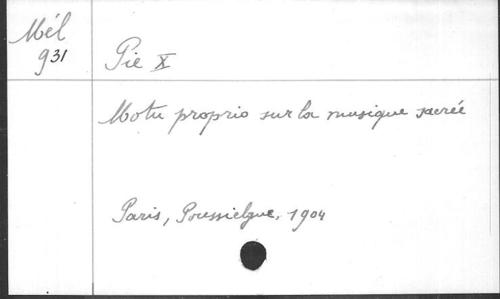 Mél
931
Pie X
Motu proprio sur la musique sacrée
Paris, Poussielgue, 1904